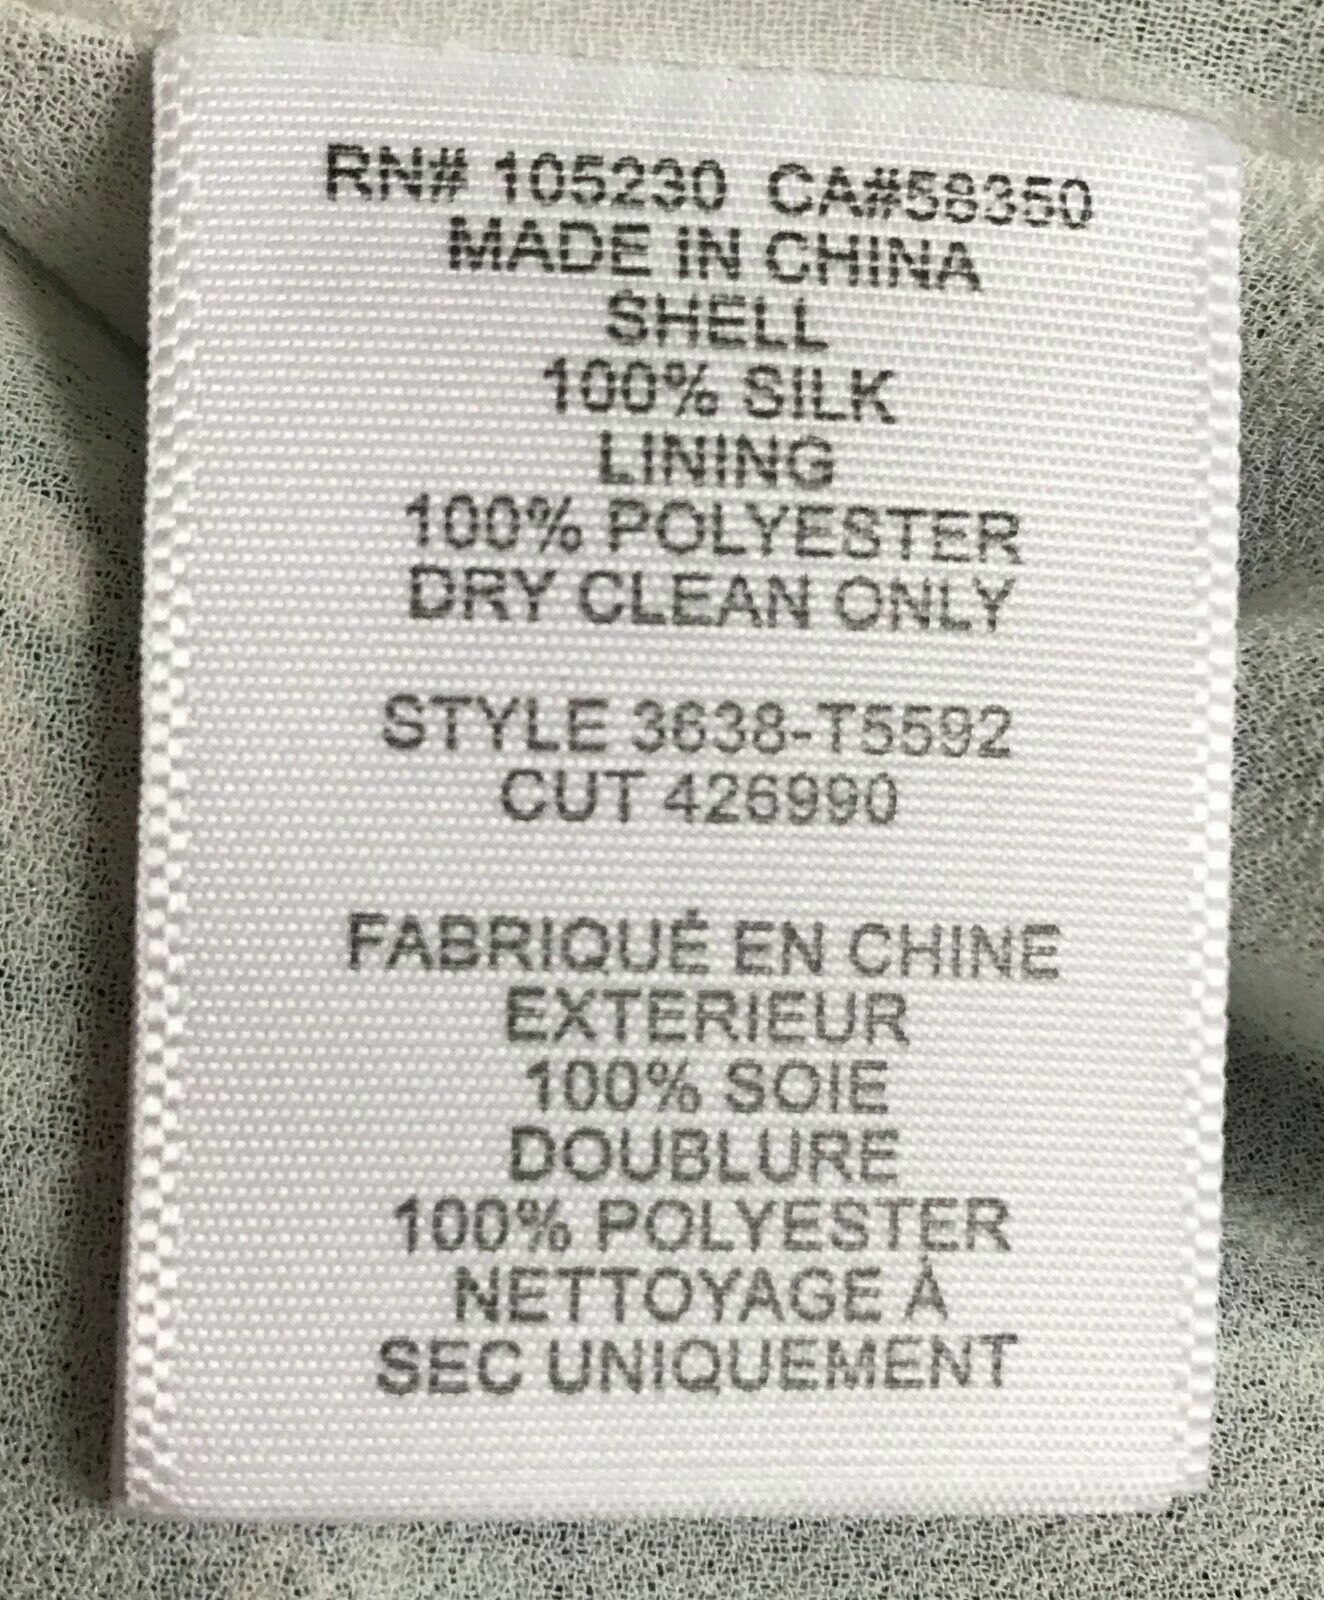 RN# 105230 CA#58350
MADE IN CHINA
SHELL
100% SILK
LINING
100% POLYESTER
DRY CLEAN ONLY
STYLE 3638-T5592
CUT 426990
FABRIQUÉ EN CHINE
EXTERIEUR
100% SOIE
DOUBLURE
100% POLYESTER
NETTOYAGE À
SEC UNIQUEMENT